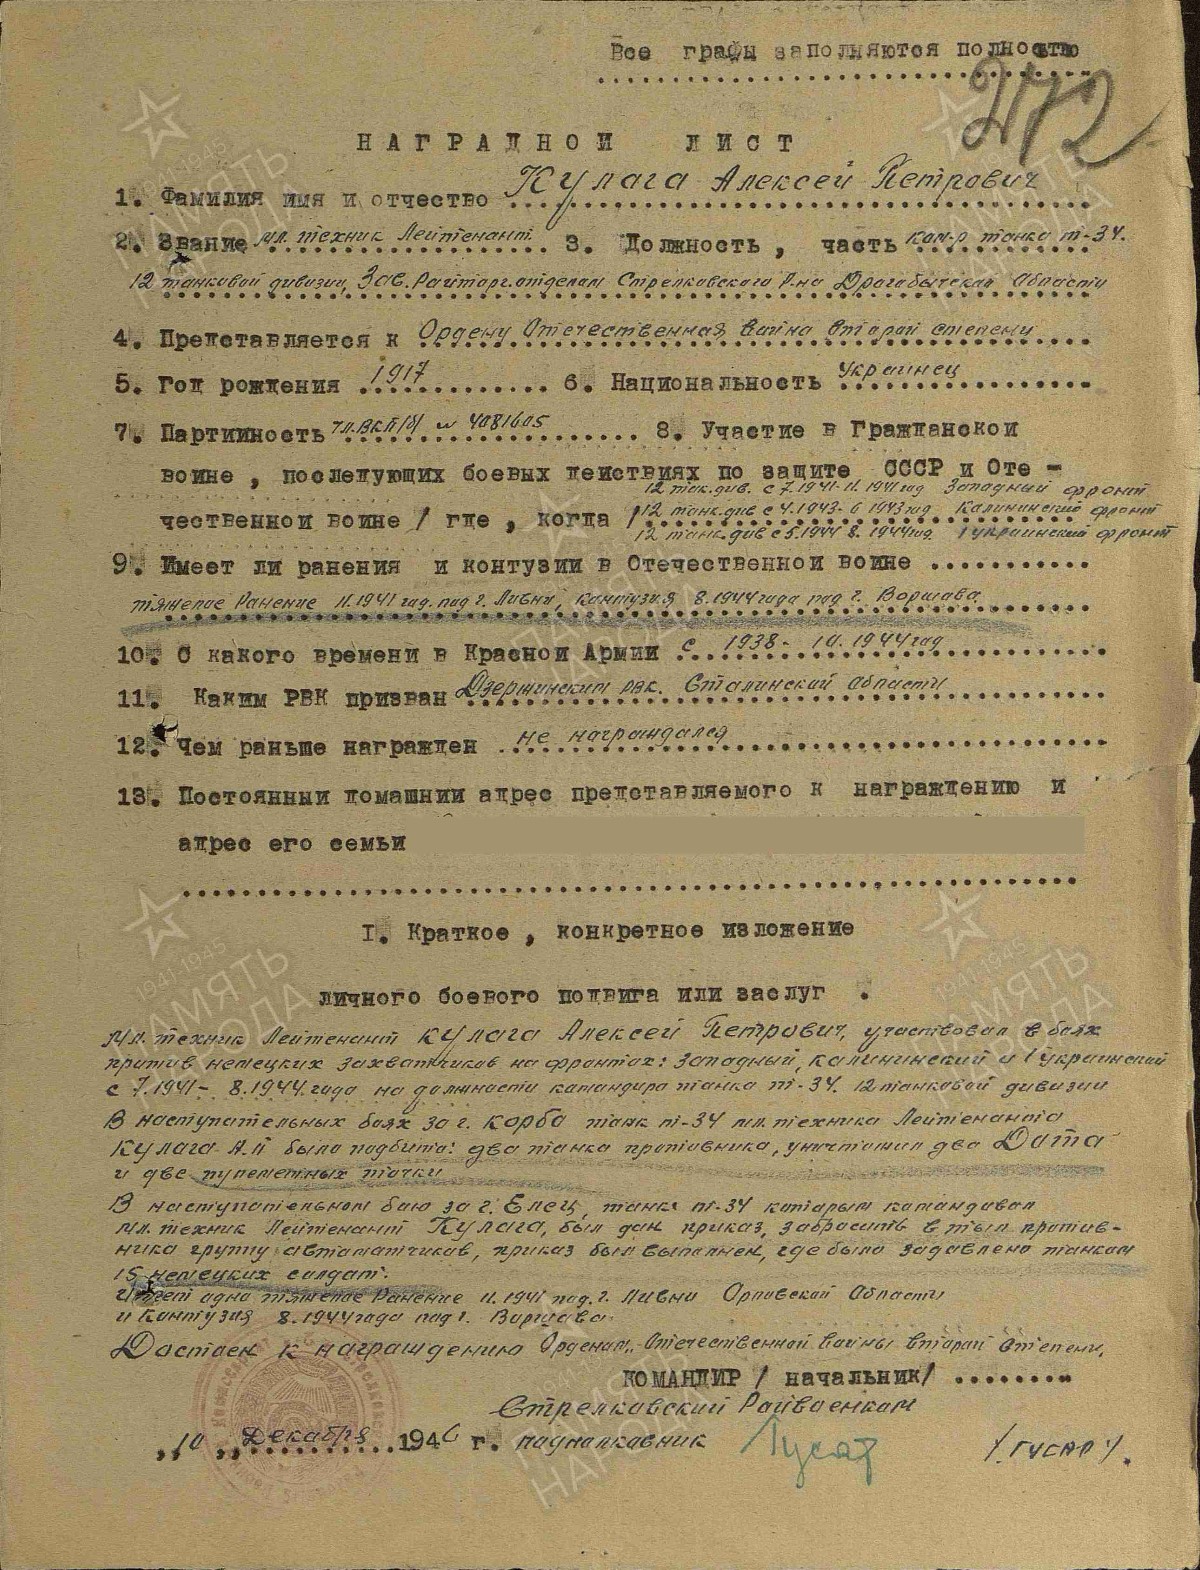 Все графы заполняются полностью
272
НАГРАДНОЙ ЛИСТ
1. Фамилия имя и отчество Кулага Алексей Петрович
2. Звание мл. техник Лейтенант. 3. Должность, часть ком-р танка т-34.
12 танковой дивизии, Зав. Райторг.отделом Стрелковского Р-на Драгобычской Области
4. Представляется к Ордену Отечественная Война Второй степени
5. Год рождения 1917 6. Национальность Украинец
7. Партийность чл.ВКП/б/ № 4081605 8. Участие в Гражданской
войне, последующих боевых действиях по защите СССР и Оте-
12 танк.див. с 7.1941-11.1941 год Западный фронт
чественной войне / где, когда / 12 танк.див с 4.1943-6 1943 год Калининский фронт
12 танк.див с 5.1944 8.1944 год. 1 украинский фронт
9. Имеет ли ранения и контузии в Отечественной войне
тяжелое Ранение 11.1941 год. под г. Ливны, контузия 8.1944 года под г. Воршава
10. С какого времени в Красной Армии с 1938 - 10.1944 год
11. Каким РВК призван Дзержинским рвк. Сталинской области
12. Чем раньше награжден не награждался
13. Постоянный домашний адрес представляемого к награждению и
адрес его семьи
I. Краткое, конкретное изложение
личного боевого подвига или заслуг.
Мл. техник Лейтенант Кулага Алексей Петрович, участвовал в боях
против немецких захватчиков на фронтах: Западный, калининский и 1 украинский
с 7.1941- 8.1944.года на должности командира танка т-34. 12 танковой дивизии
В наступательных боях за г. Корба танк т-34 мл.техника Лейтенанта
Кулага А.П было подбито: два танка противника, уничтожил два Дота
и две пулеметных точки
В наступательном баю за г. Елец, танк т-34 каторым командовал
мл. техник Лейтенант Кулага, был дан приказ, забросить в тыл против-
ника группу автоматчиков, приказ был выполнен, где было задавлено танком
15 немецких солдат.
Имеет одно тяжелое Ранение 11.1941 под. г. Ливни Орловской Области
и Контузия 8.1944 года под г. Воршава
Достоен к награждению Орденом, Отечественной Войны Второй Степени.
КОМАНДИР / начальник/
Стрелковский Райвоенком
„10„ Декабря 1946 г. подполковник Гусар /.ГУСАР/.